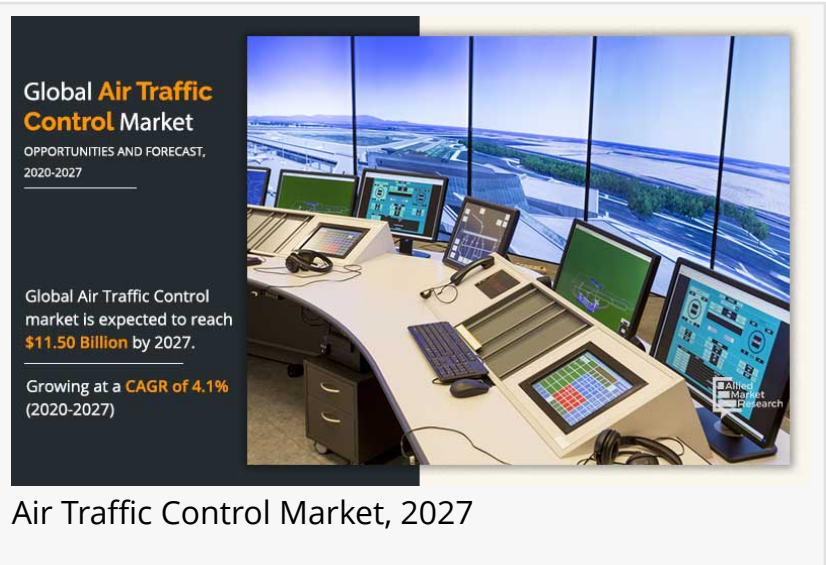 Global Air Traffic
Control Market
OPPORTUNITIES AND FORECAST,
2020-2027
Global Air Traffic Control
market is expected to reach
$11.50 Billion by 2027.
Growing at a CAGR of 4.1%
(2020-2027)
Allied
Market
Research
Air Traffic Control Market, 2027